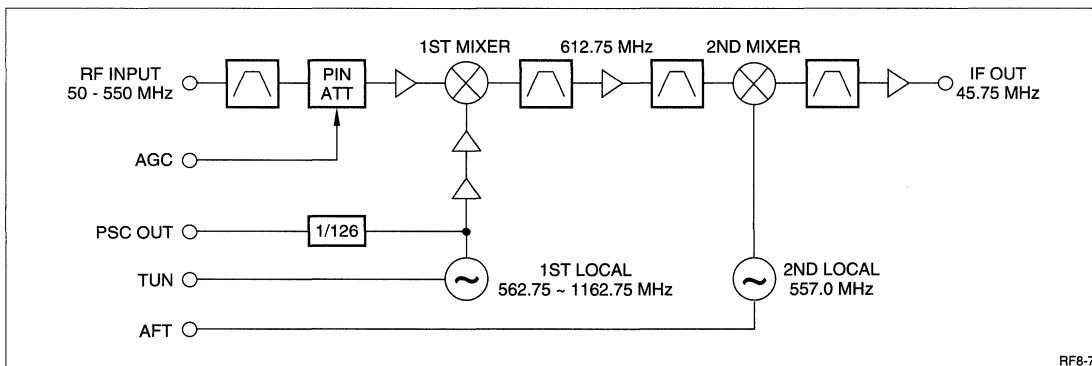 1ST MIXER
612.75 MHz
2ND MIXER
RF INPUT
50 - 550 MHz
PIN
ATT
IF OUT
45.75 MHz
AGC
PSC OUT
1/126
TUN
1ST LOCAL
562.75 ~ 1162.75 MHz
2ND LOCAL
557.0 MHz
AFT
RF8-7